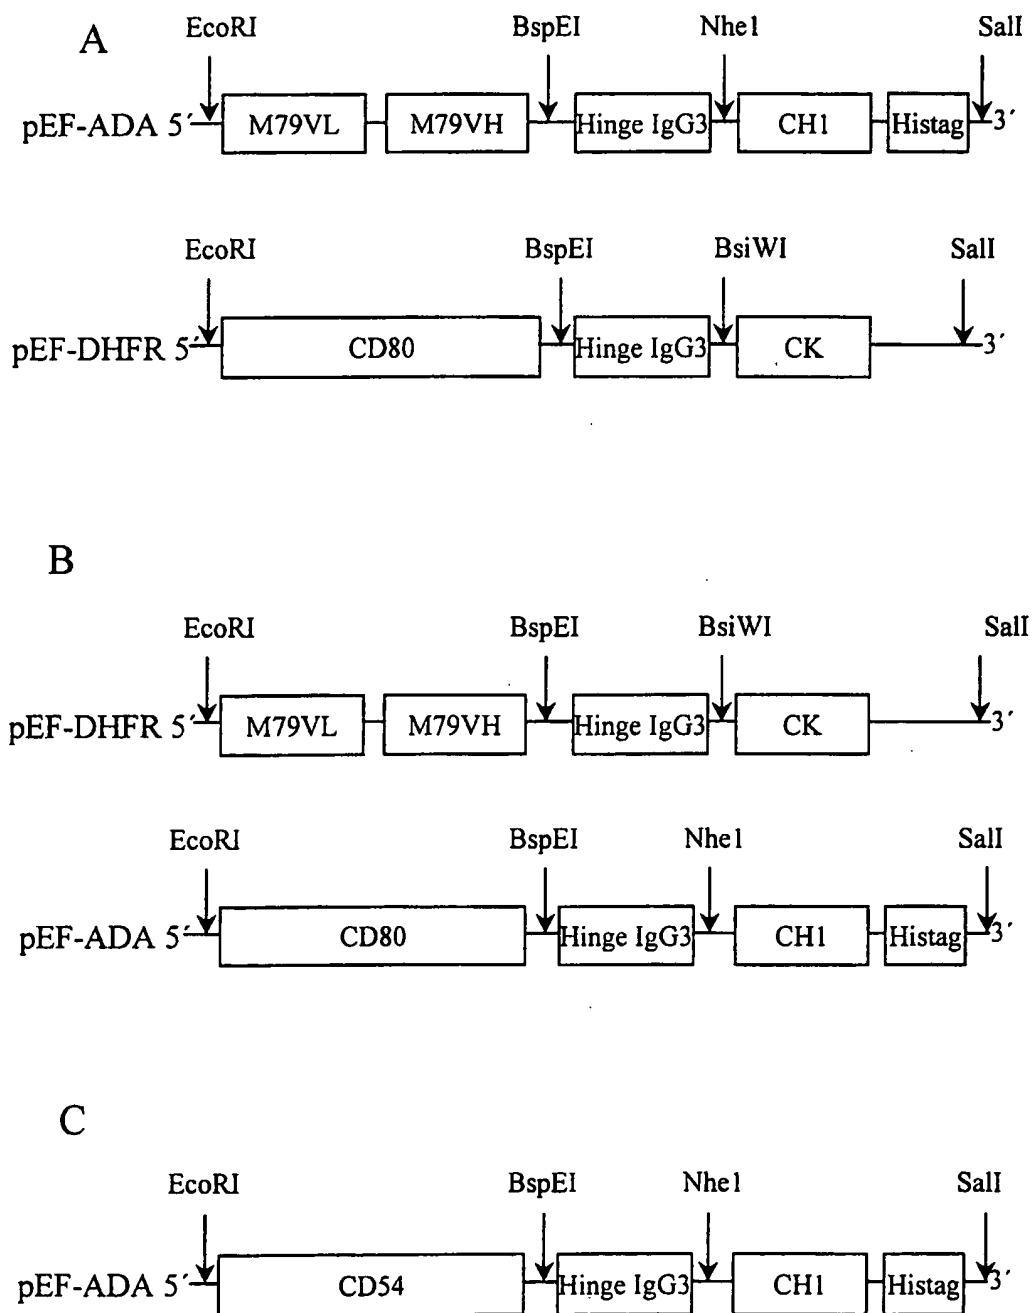 A
EcoRI BspEI Nhe1 SalI
pEF-ADA 5´ M79VL M79VH Hinge IgG3 CH1 Histag 3´
EcoRI BspEI BsiWI SalI
pEF-DHFR 5´ CD80 Hinge IgG3 CK 3´
B
EcoRI BspEI BsiWI SalI
pEF-DHFR 5´ M79VL M79VH Hinge IgG3 CK 3´
EcoRI BspEI Nhe1 SalI
pEF-ADA 5´ CD80 Hinge IgG3 CH1 Histag 3´
C
EcoRI BspEI Nhe1 SalI
pEF-ADA 5´ CD54 Hinge IgG3 CH1 Histag 3´